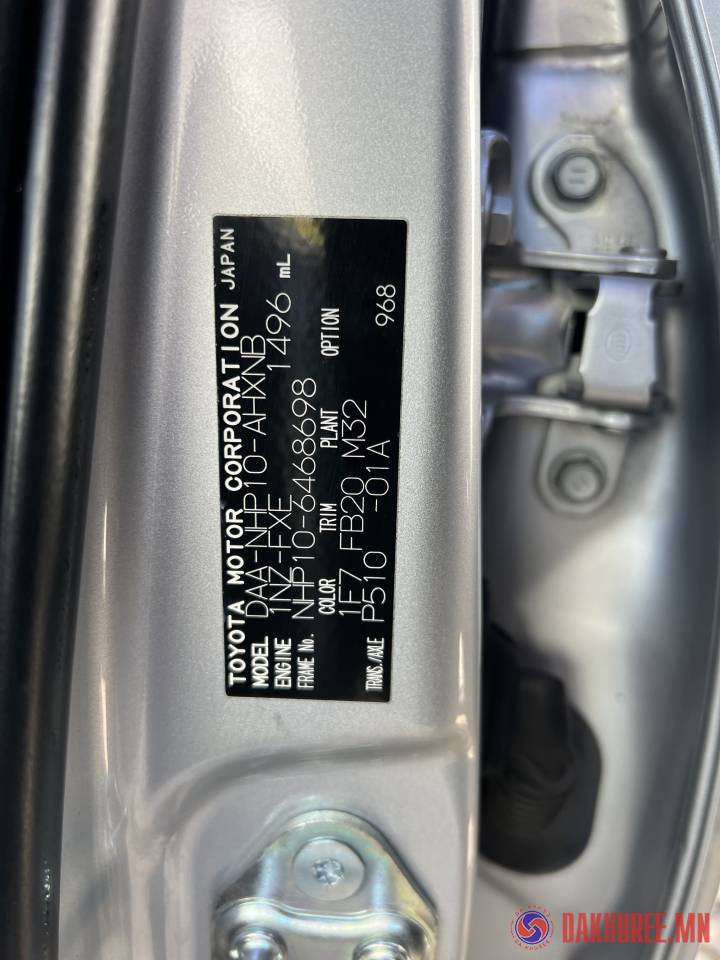 TOYOTA MOTOR CORPORATION JAPAN
MODEL DAA-NHP10-AHXNB
ENGINE 1NZ-FXE 1496 mL
FRAME No. NHP10-6468698
COLOR TRIM PLANT OPTION
1F7 FB20 M32 968
TRANS./AXLE P510 -01A
DAKHUREE.MN